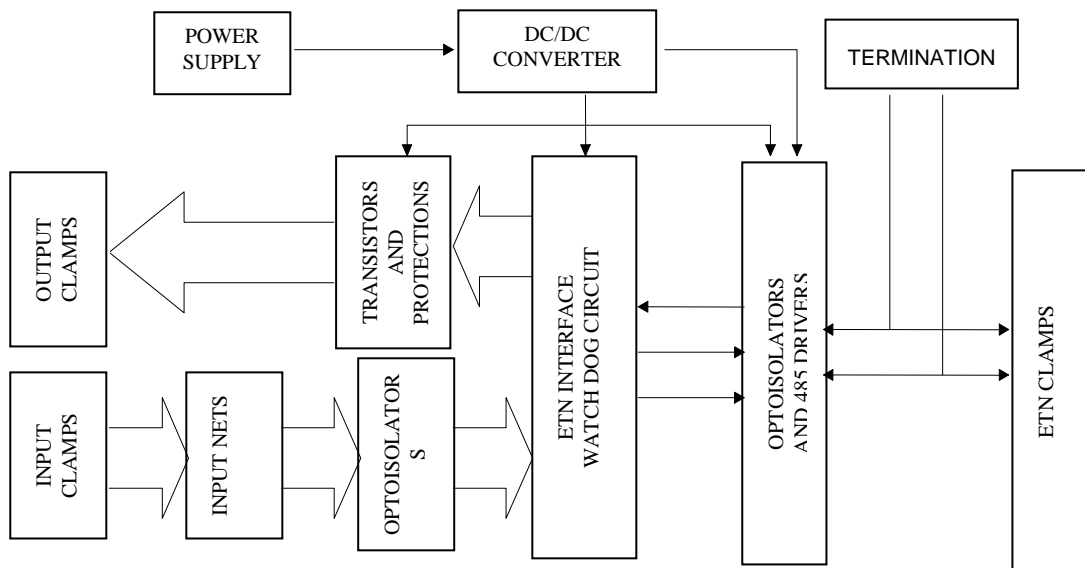 POWER
SUPPLY
DC/DC
CONVERTER
TERMINATION
OUTPUT
CLAMPS
TRANSISTORS
AND
PROTECTIONS
ETN INTERFACE
WATCH DOG CIRCUIT
OPTOISOLATORS
AND 485 DRIVERS
ETN CLAMPS
INPUT
CLAMPS
INPUT NETS
OPTOISOLATOR
S